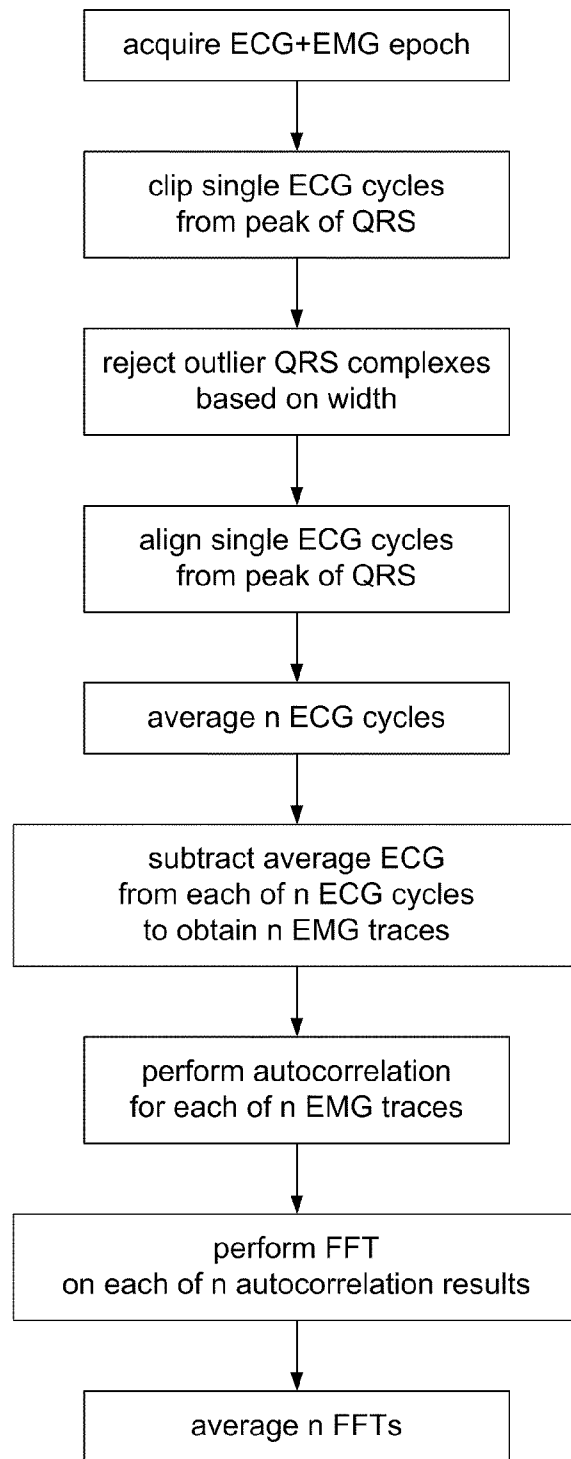 acquire ECG+EMG epoch
clip single ECG cycles
from peak of QRS
reject outlier QRS complexes
based on width
align single ECG cycles
from peak of QRS
average n ECG cycles
subtract average ECG
from each of n ECG cycles
to obtain n EMG traces
perform autocorrelation
for each of n EMG traces
perform FFT
on each of n autocorrelation results
average n FFTs